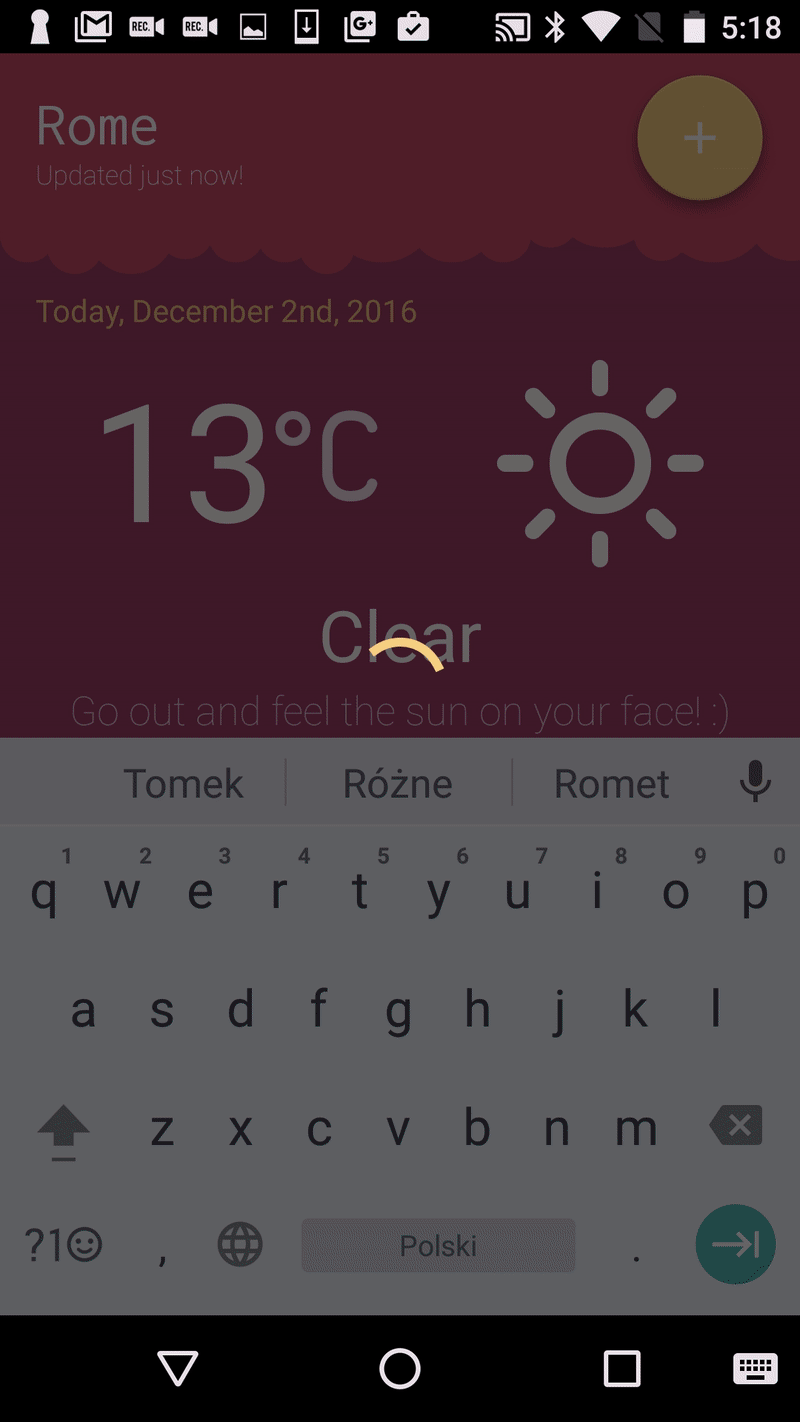 REC. REC. G+ 5:18
Rome
+
Updated just now!
Today, December 2nd, 2016
13°C
Clear
Go out and feel the sun on your face! :)
Tomek Różne Romet
1 2 3 4 5 6 7 8 9 0
q w e r t y u i o p
a s d f g h j k l
z x c v b n m
?1☺ , Polski .